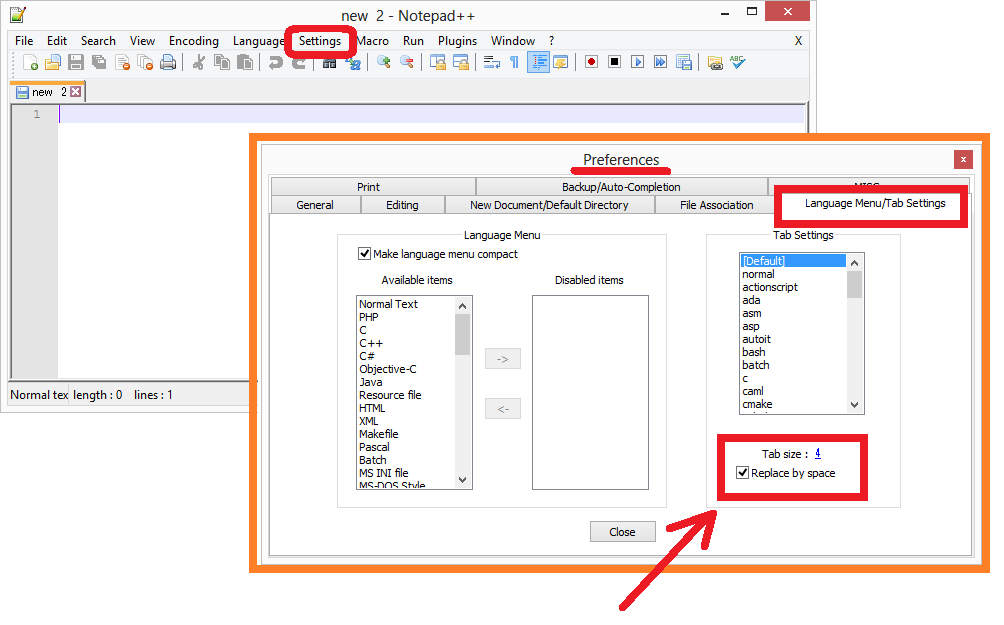 new 2 - Notepad++
File Edit Search View Encoding Language Settings Macro Run Plugins Window ? X
new 2
1
Normal tex length : 0 lines : 1
Preferences
Print Backup/Auto-Completion MISC
General Editing New Document/Default Directory File Association Language Menu/Tab Settings
Language Menu
Make language menu compact
Available items Disabled items
Normal Text
PHP
C
C++
C#
Objective-C
Java
Resource file
HTML
XML
Makefile
Pascal
Batch
MS INI file
MS-DOS Style
->
<-
Tab Settings
[Default]
normal
actionscript
ada
asm
asp
autoit
bash
batch
c
caml
cmake
Tab size : 4
Replace by space
Close